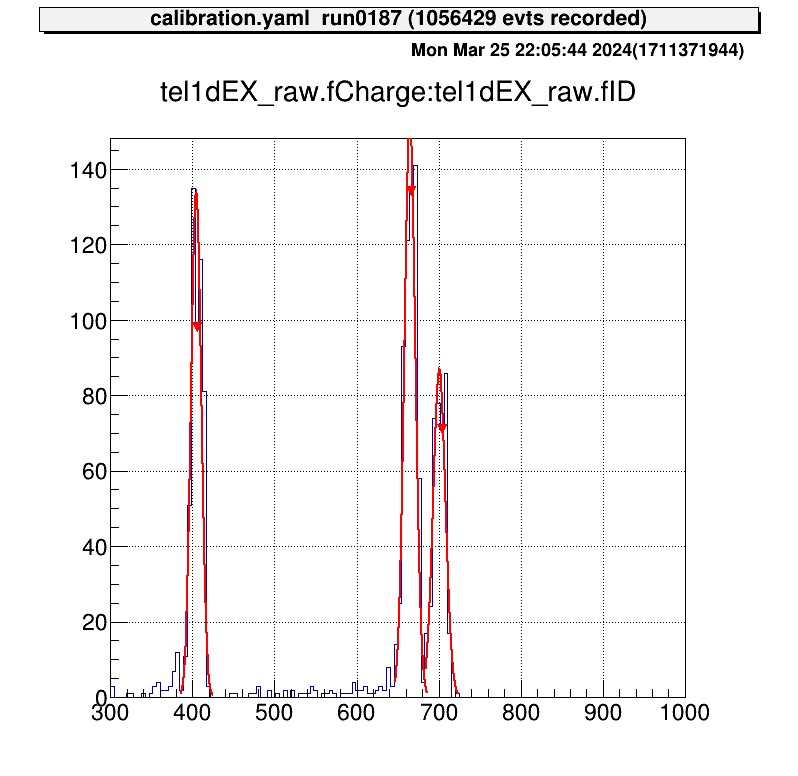 calibration.yaml  run0187 (1056429 evts recorded)
Mon Mar 25 22:05:44 2024(1711371944)
tel1dEX_raw.fCharge:tel1dEX_raw.fID
140
120
100
80
60
40
20
0
300 400 500 600 700 800 900 1000